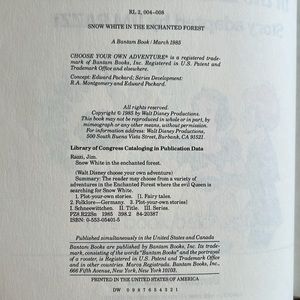 RL 2, 004-008
SNOW WHITE IN THE ENCHANTED FOREST
A Bantam Book / March 1985
CHOOSE YOUR OWN ADVENTURE® is a registered trade-
mark of Bantam Books, Inc. Registered in U.S. Patent and
Trademark Office and elsewhere.
Concept: Edward Packard; Series Development:
R.A. Montgomery and Edward Packard.
All rights reserved.
Copyright © 1985 by Walt Disney Productions.
This book may not be reproduced in whole or in part, by
mimeograph or any other means, without permission.
For information address: Walt Disney Productions,
500 South Buena Vista Street, Burbank, CA 91521.
Library of Congress Cataloging in Publication Data
Razzi, Jim.
Snow White in the enchanted forest.
(Walt Disney choose your own adventure)
Summary: The reader may choose from a variety of
adventures in the Enchanted Forest where the evil Queen is
searching for Snow White.
1. Plot-your-own stories. [1. Fairy tales.
2. Folklore—Germany. 3. Plot-your-own stories]
I. Schneewittchen. II. Title. III. Series.
PZ8.R225Sn 1985 398.2 84-20387
ISBN: 0-553-05401-5
Published simultaneously in the United States and Canada
Bantam Books are published by Bantam Books, Inc. Its trade-
mark, consisting of the words "Bantam Books" and the portrayal
of a rooster, is Registered in U.S. Patent and Trademark Office
and in other countries. Marca Registrada. Bantam Books, Inc.,
666 Fifth Avenue, New York, New York 10103.
PRINTED IN THE UNITED STATES OF AMERICA
DW 0 9 8 7 6 5 4 3 2 1